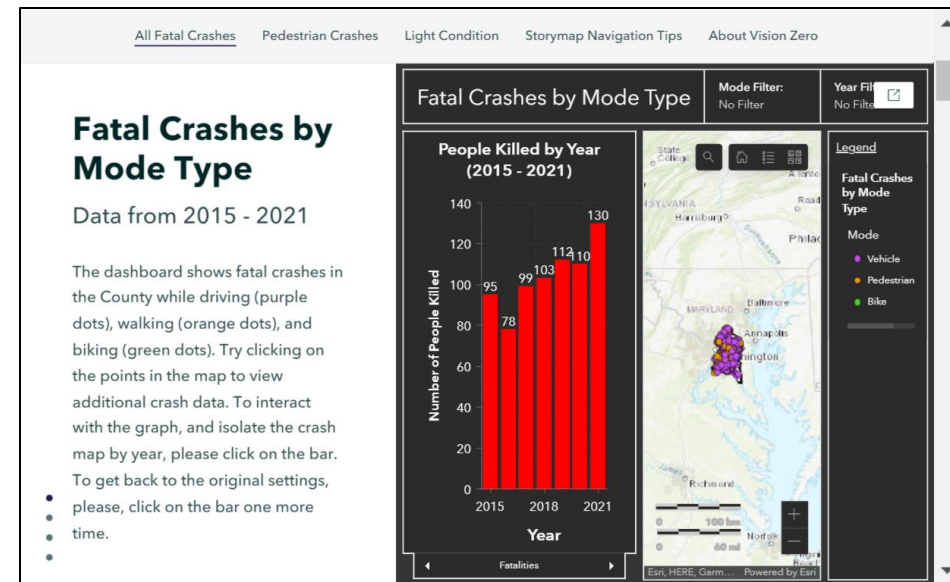 All Fatal Crashes Pedestrian Crashes Light Condition Storymap Navigation Tips About Vision Zero
Fatal Crashes by
Mode Type
Data from 2015 - 2021
The dashboard shows fatal crashes in
the County while driving (purple
dots), walking (orange dots), and
biking (green dots). Try clicking on
the points in the map to view
additional crash data. To interact
with the graph, and isolate the crash
map by year, please click on the bar.
To get back to the original settings,
please, click on the bar one more
time.
Fatal Crashes by Mode Type
Mode Filter:
No Filter
Year
No
People Killed by Year
(2015 - 2021)
Number of People Killed
140
120
100
80
60
40
20
0
95
78
99
103
112
110
130
2015 2018 2021
Year
Fatalities
State
College
Harrisburg
Philad
Read
MARYLAND
Baltimore
Annapolis
hington
Richmond
Norfolk
0 100 km
0 60 mi
Esri, HERE, Garm... Powered by Esri
Legend
Fatal Crashes
by Mode
Type
Mode
Vehicle
Pedestrian
Bike